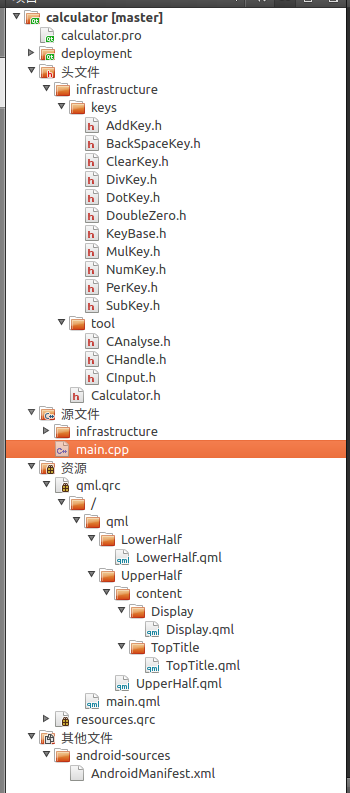 calculator [master]
calculator.pro
deployment
头文件
infrastructure
keys
AddKey.h
BackSpaceKey.h
ClearKey.h
DivKey.h
DotKey.h
DoubleZero.h
KeyBase.h
MulKey.h
NumKey.h
PerKey.h
SubKey.h
tool
CAnalyse.h
CHandle.h
CInput.h
Calculator.h
源文件
infrastructure
main.cpp
资源
qml.qrc
/
qml
LowerHalf
LowerHalf.qml
UpperHalf
content
Display
Display.qml
TopTitle
TopTitle.qml
UpperHalf.qml
main.qml
resources.qrc
其他文件
android-sources
AndroidManifest.xml